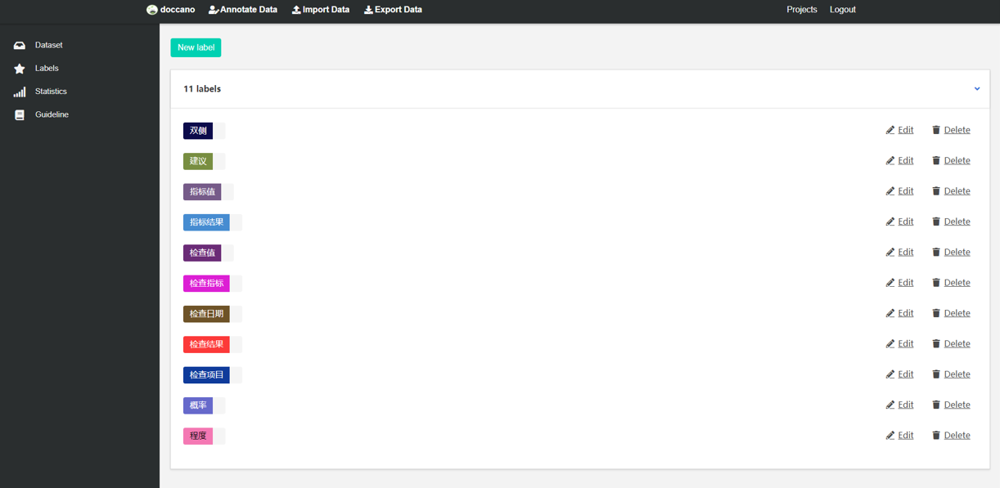 doccano Annotate Data Import Data Export Data Projects Logout
Dataset
Labels
Statistics
Guideline
New label
11 labels
双侧 Edit Delete
建议 Edit Delete
指标值 Edit Delete
指标结果 Edit Delete
检查值 Edit Delete
检查指标 Edit Delete
检查日期 Edit Delete
检查结果 Edit Delete
检查项目 Edit Delete
概率 Edit Delete
程度 Edit Delete